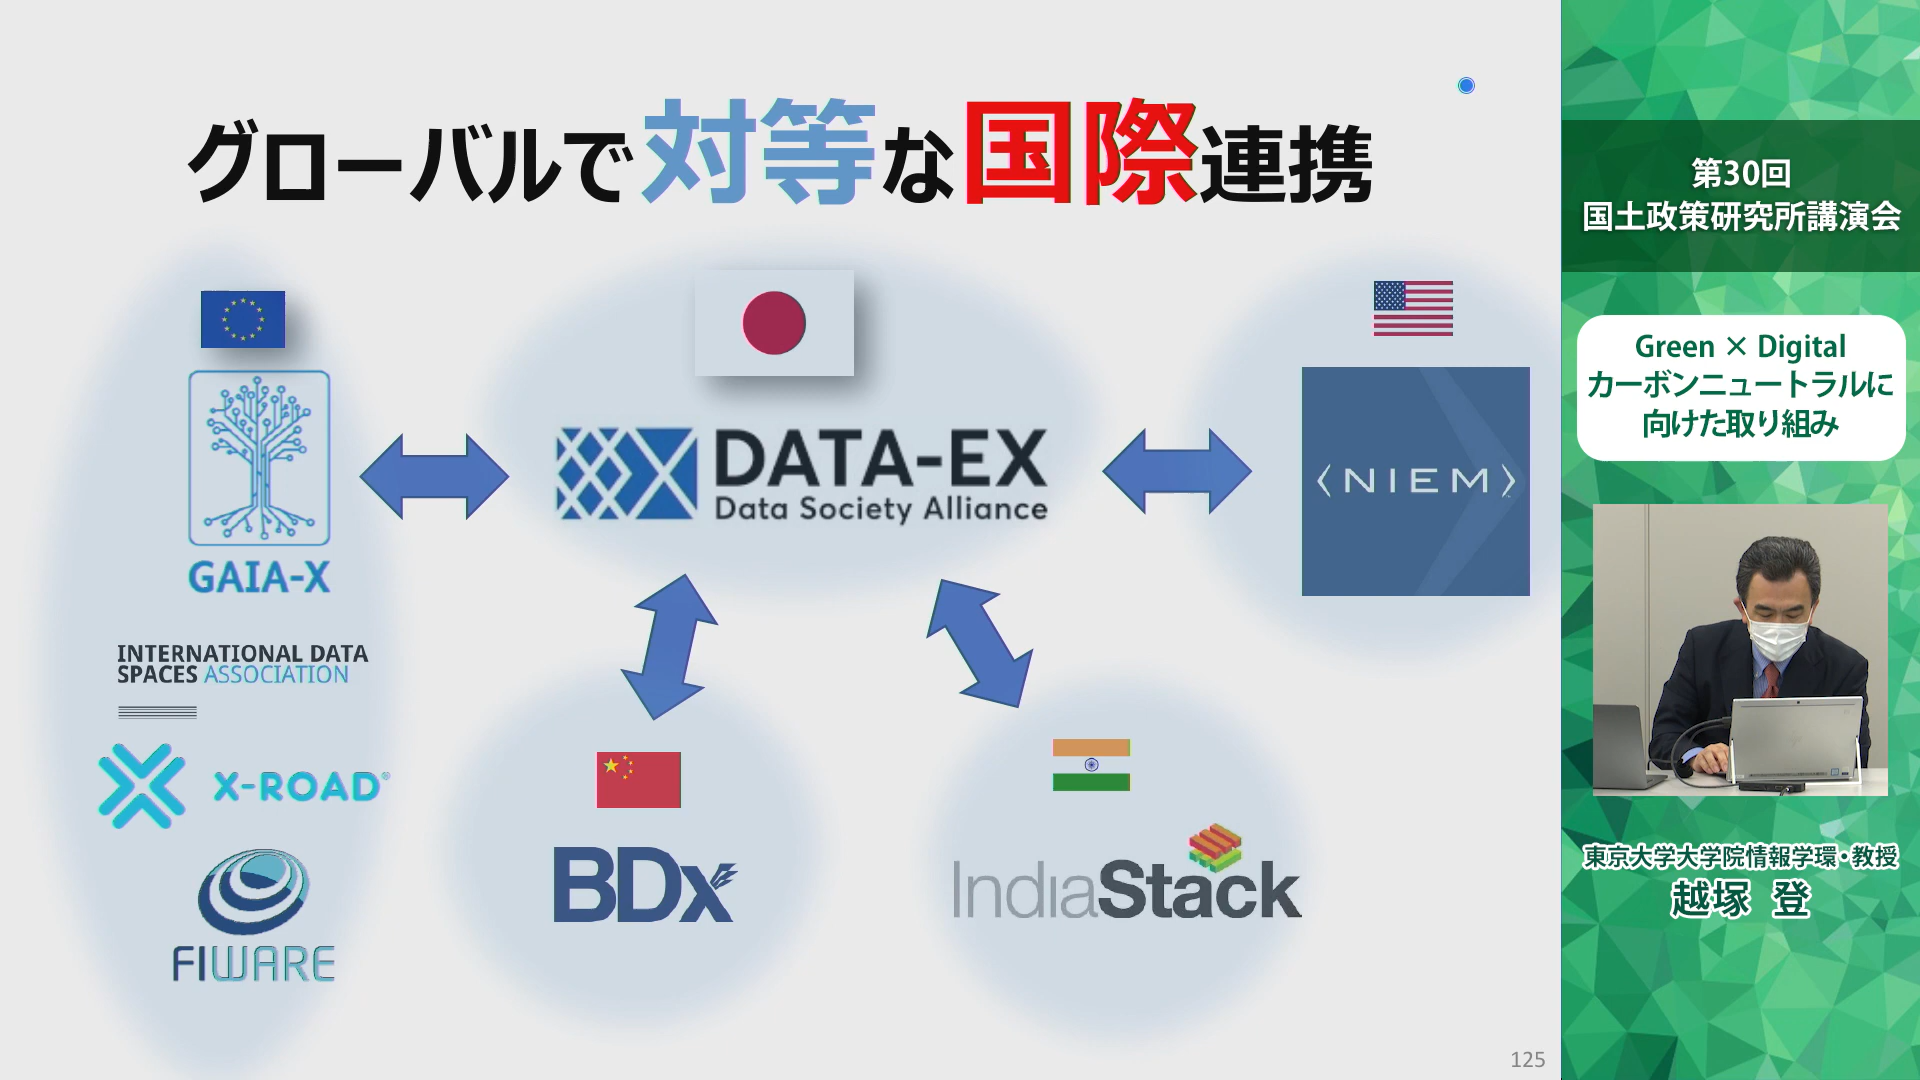 グローバルで対等な国際連携
GAIA-X
INTERNATIONAL DATA
SPACES ASSOCIATION
X-ROAD®
FIWARE
DATA-EX
Data Society Alliance
<NIEM>
BDx
IndiaStack
125
第30回
国土政策研究所講演会
Green × Digital
カーボンニュートラルに
向けた取り組み
東京大学大学院情報学環・教授
越塚 登